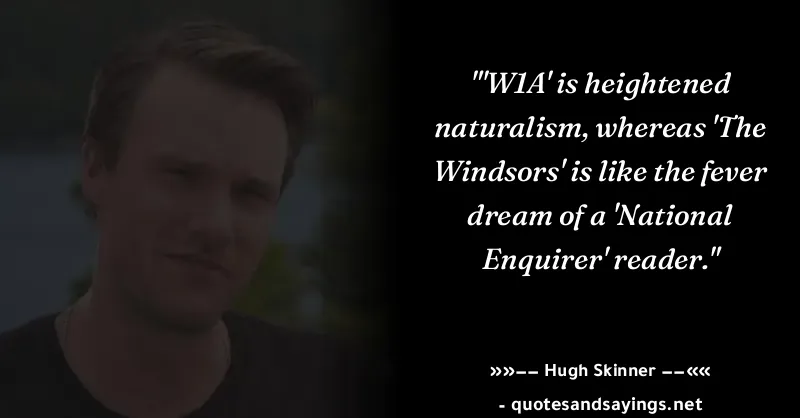 "'W1A' is heightened
naturalism, whereas 'The
Windsors' is like the fever
dream of a 'National
Enquirer' reader."
»»−− Hugh Skinner −−««
- quotesandsayings.net